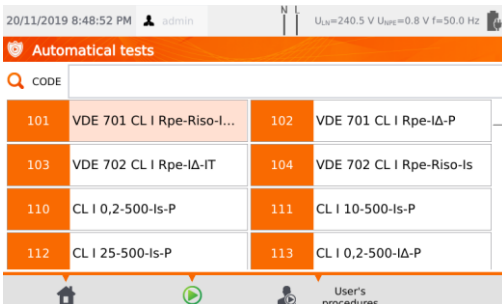 20/11/2019 8:48:52 PM admin N L U_LN=240.5 V U_NPE=0.8 V f=50.0 Hz
Automatical tests
CODE
101 VDE 701 CL I Rpe-Riso-I... 102 VDE 701 CL I Rpe-IΔ-P
103 VDE 702 CL I Rpe-IΔ-IT 104 VDE 702 CL I Rpe-Riso-Is
110 CL I 0,2-500-Is-P 111 CL I 10-500-Is-P
112 CL I 25-500-Is-P 113 CL I 0,2-500-IΔ-P
User's
procedures